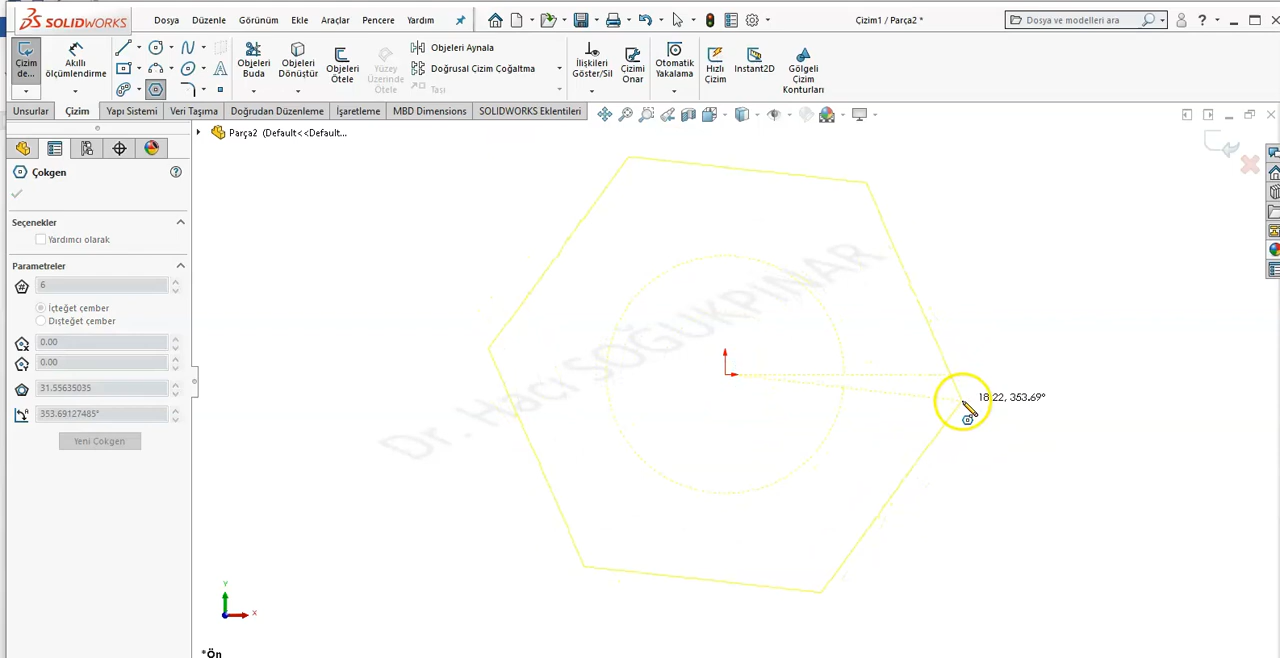 SOLIDWORKS Dosya Düzenle Görünüm Ekle Araçlar Pencere Yardım Çizim1 / Parça2 * Dosya ve modelleri ara ?
Çizim de... Akıllı ölçümlendirme Objeleri Buda Objeleri Dönüştür Objeleri Ötele Yüzey Üzerinde Ötele Objeleri Aynala Doğrusal Çizim Çoğaltma Taşı İlişkileri Göster/Sil Çizimi Onar Otomatik Yakalama Hızlı Çizim Instant2D Gölgeli Çizim Konturları
Unsurlar Çizim Yapı Sistemi Veri Taşıma Doğrudan Düzenleme İşaretleme MBD Dimensions SOLIDWORKS Eklentileri
Parça2 (Default<<Default...
Çokgen
Seçenekler
Yardımcı olarak
Parametreler
6
İçteğet çember
Dışteğet çember
0.00
0.00
31.55635035
353.69127485°
Yeni Çokgen
18.22, 353.69°
Dr. Haci SOĞUKPINAR
Y
X
*Ön